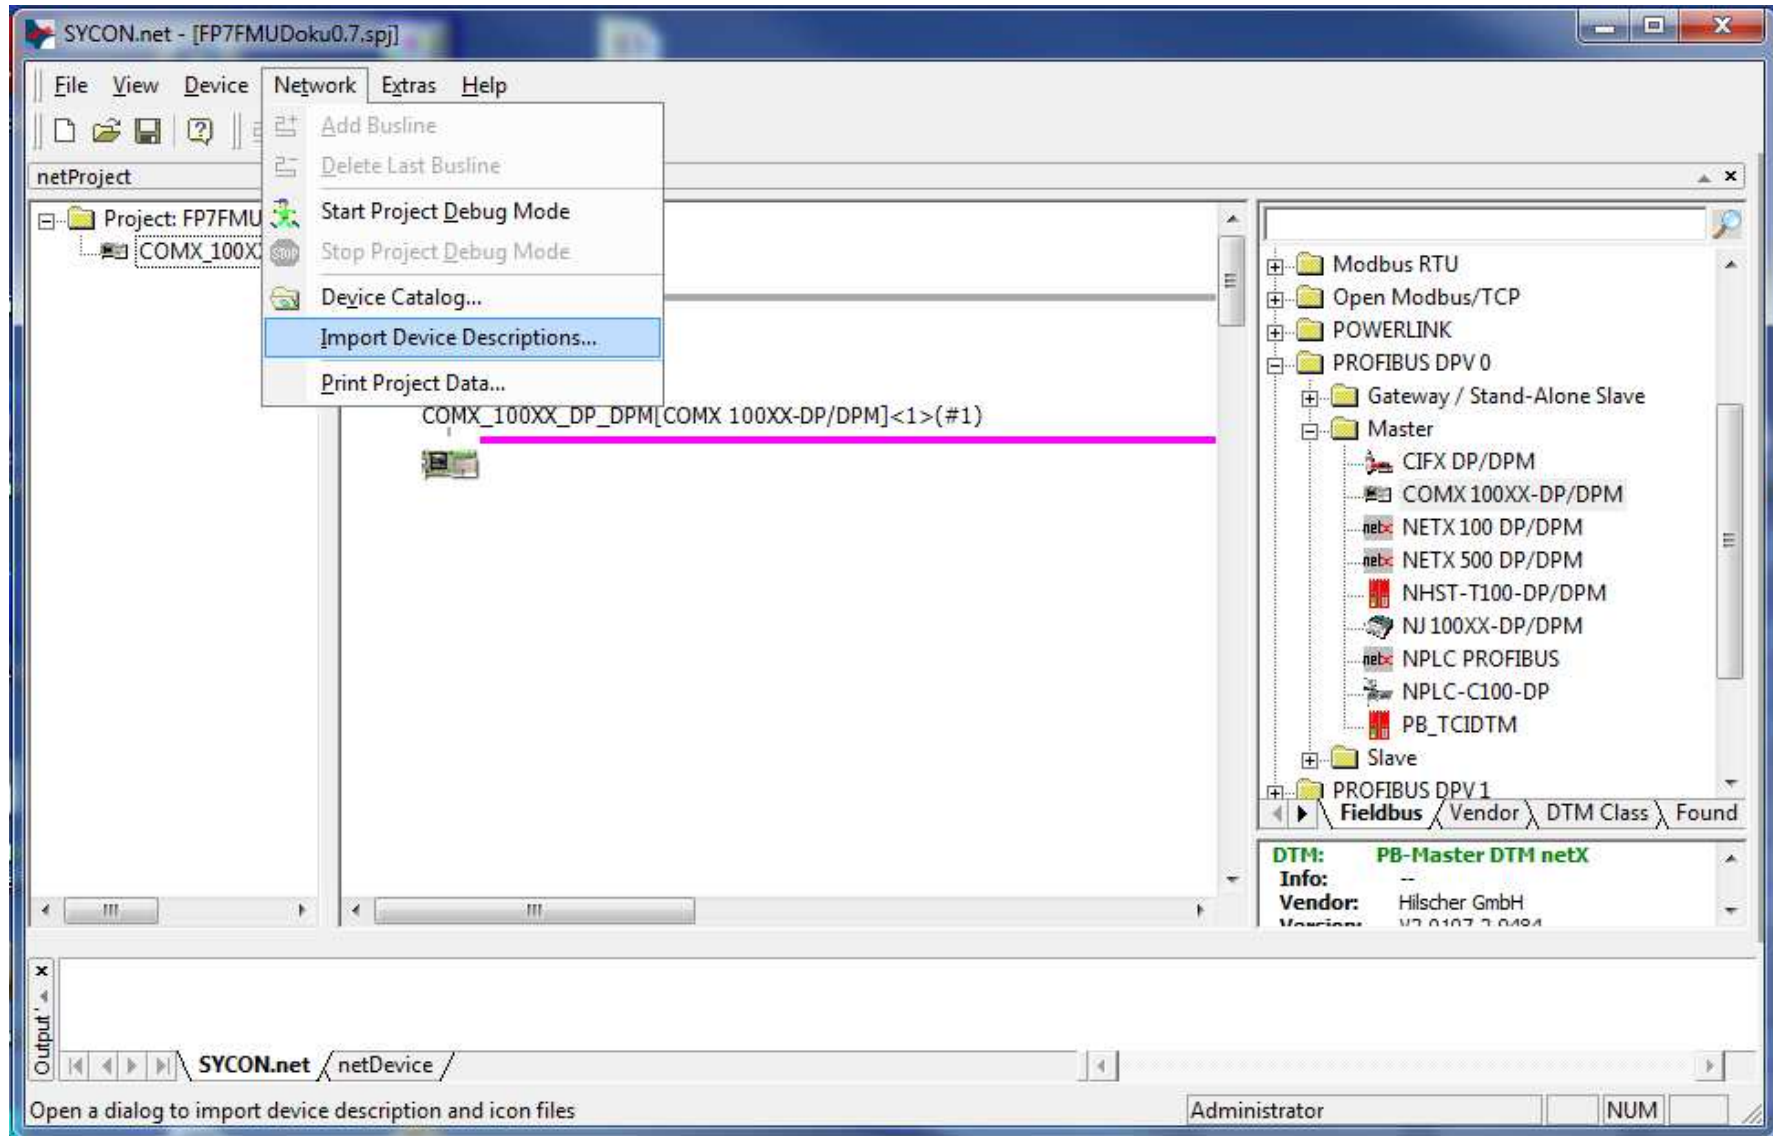 SYCON.net - [FP7FMUDoku0.7.spj]
File View Device Network Extras Help
Add Busline
Delete Last Busline
Start Project Debug Mode
Stop Project Debug Mode
Device Catalog...
Import Device Descriptions...
Print Project Data...
netProject
Project: FP7FMU
COMX_100X
COMX_100XX_DP_DPM[COMX 100XX-DP/DPM]<1>(#1)
Modbus RTU
Open Modbus/TCP
POWERLINK
PROFIBUS DPV 0
Gateway / Stand-Alone Slave
Master
CIFX DP/DPM
COMX 100XX-DP/DPM
netx NETX 100 DP/DPM
netx NETX 500 DP/DPM
NHST-T100-DP/DPM
NJ 100XX-DP/DPM
netx NPLC PROFIBUS
NPLC-C100-DP
PB_TCIDTM
Slave
PROFIBUS DPV 1
Fieldbus Vendor DTM Class Found
DTM: PB-Master DTM netX
Info: --
Vendor: Hilscher GmbH
Output
SYCON.net netDevice
Open a dialog to import device description and icon files
Administrator
NUM